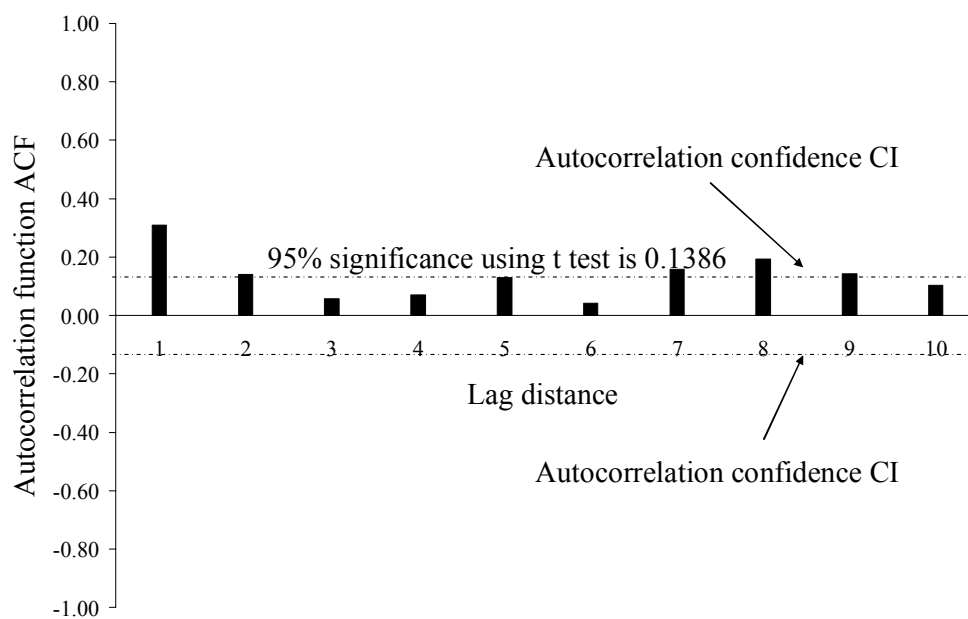 1.00
0.80
0.60
Autocorrelation confidence CI
0.40
95% significance using t test is 0.1386
0.20
0.00
1 2 3 4 5 6 7 8 9 10
-0.20
Lag distance
-0.40
Autocorrelation confidence CI
-0.60
-0.80
-1.00
Autocorrelation function ACF